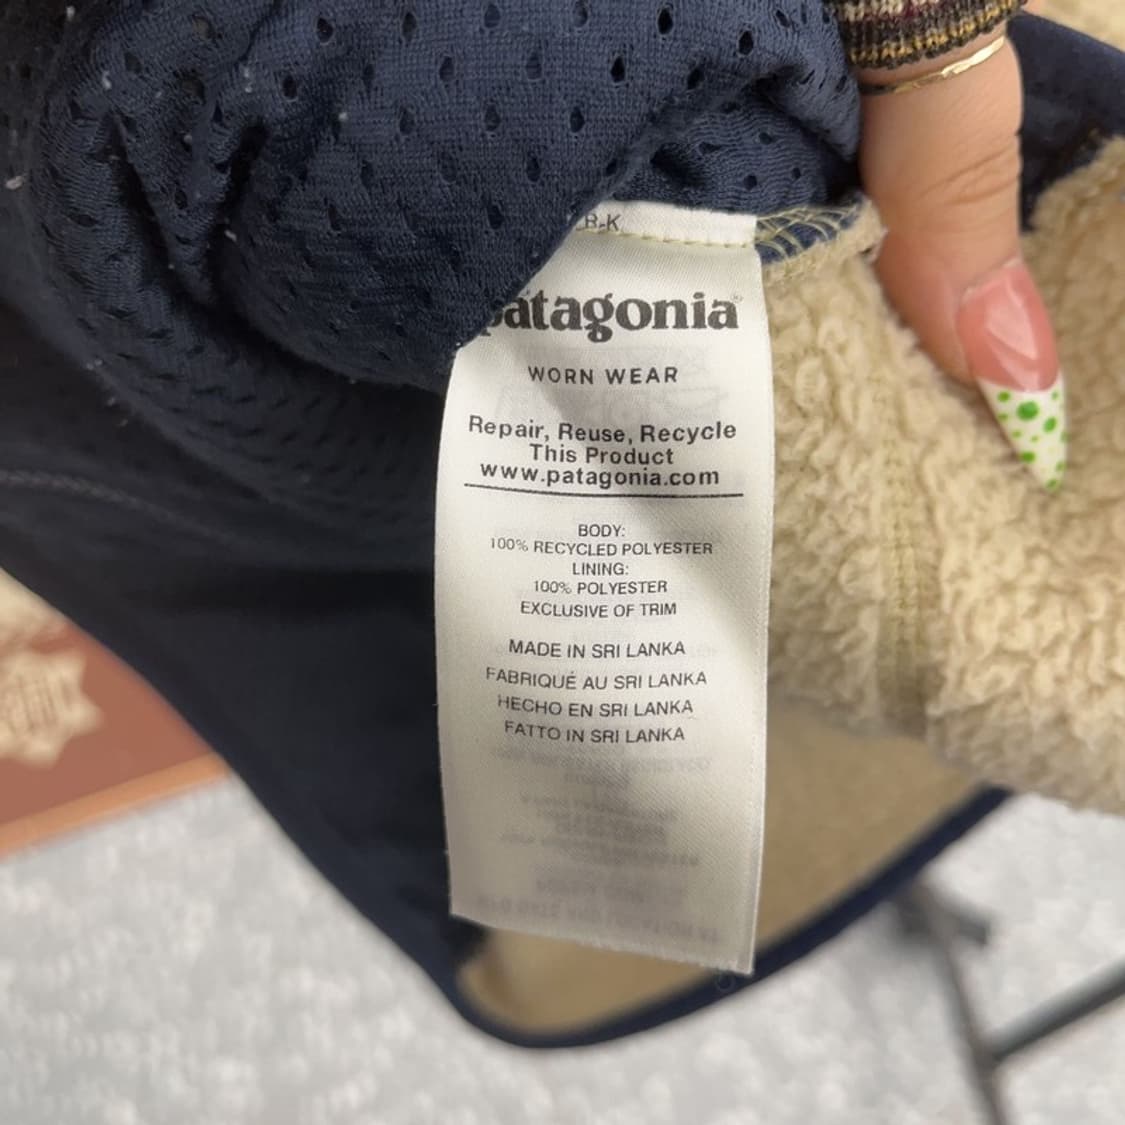 R-K
patagonia®
WORN WEAR
Repair, Reuse, Recycle
This Product
www.patagonia.com
BODY:
100% RECYCLED POLYESTER
LINING:
100% POLYESTER
EXCLUSIVE OF TRIM
MADE IN SRI LANKA
FABRIQUÉ AU SRI LANKA
HECHO EN SRI LANKA
FATTO IN SRI LANKA